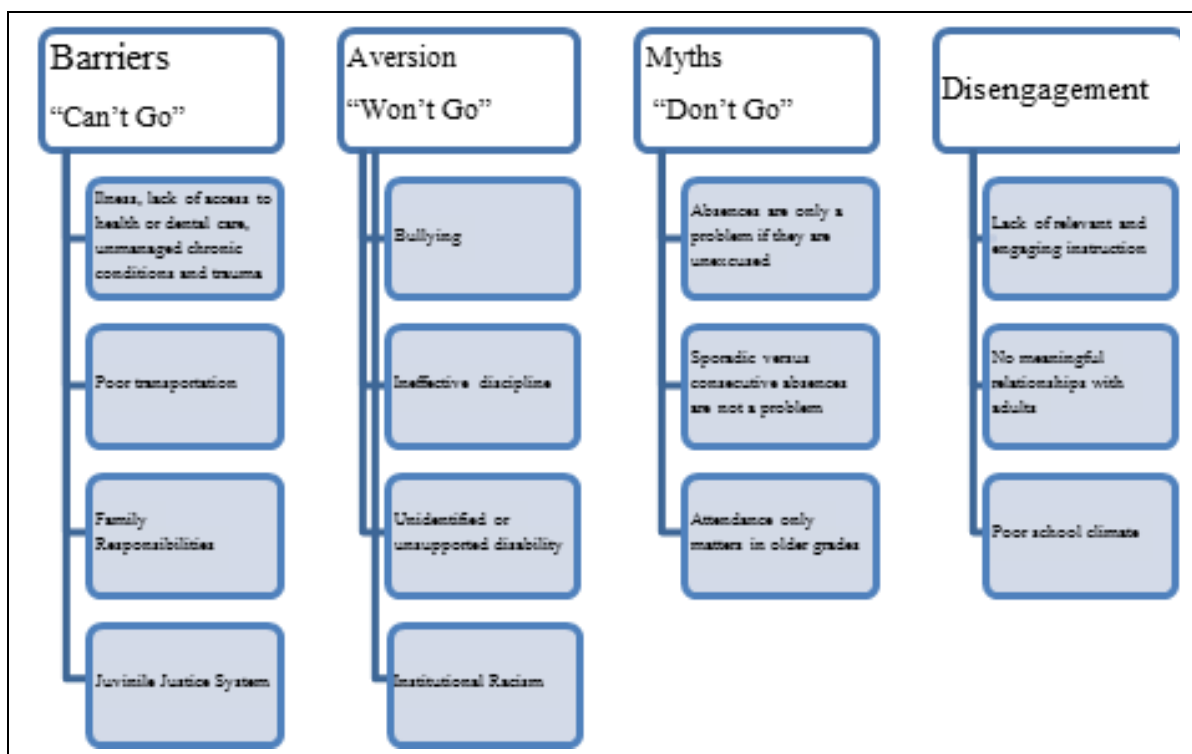 Barriers
“Can’t Go”
Illness, lack of access to
health or dental care,
unmanaged chronic
conditions and trauma
Poor transportation
Family
Responsibilities
Juvinile Justice System
Aversion
“Won’t Go”
Bullying
Ineffective discipline
Unidentified or
unsupported disability
Institutional Racism
Myths
“Don’t Go”
Absences are only a
problem if they are
unexcused
Sporadic versus
consecutive absences
are not a problem
Attendance only
matters in older grades
Disengagement
Lack of relevant and
engaging instruction
No meaningful
relationships with
adults
Poor school climate